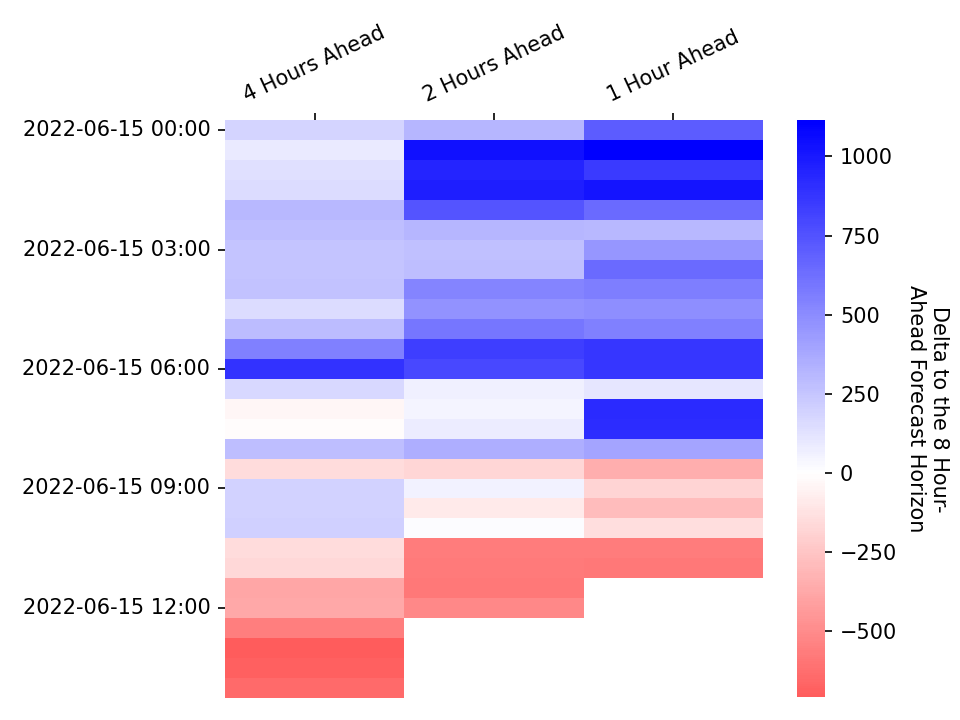 4 Hours Ahead
2 Hours Ahead
1 Hour Ahead
2022-06-15 00:00
2022-06-15 03:00
2022-06-15 06:00
2022-06-15 09:00
2022-06-15 12:00
1000
750
500
250
0
−250
−500
Delta to the 8 Hour-
Ahead Forecast Horizon